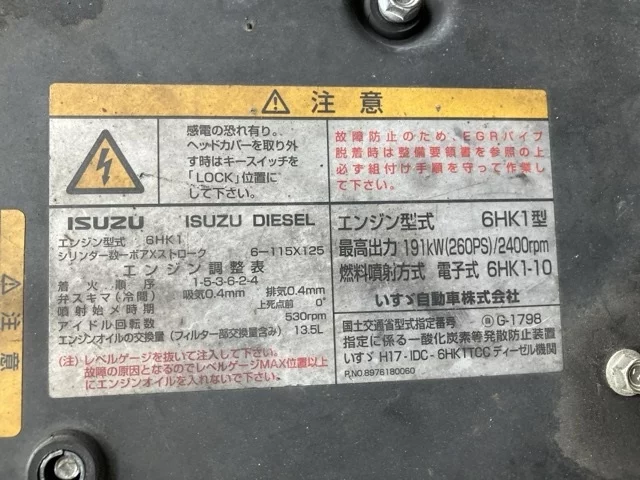 ⚠ 注意
感電の恐れ有り。
ヘッドカバーを取り外
す時はキースイッチを
「LOCK」位置に
して下さい。
故障防止のため、EGRパイプ
脱着時は整備要領書を参照の上
必ず組付け手順を守って作業し
て下さい。
ISUZU ISUZU DIESEL
エンジン型式 6HK1
シリンダー数ーボアXストローク 6-115X125
エンジン調整表
着火順序 1-5-3-6-2-4
弁スキマ(冷間) 吸気0.4mm 排気0.4mm
噴射始メ時期 上死点前 0°
アイドル回転数 530rpm
エンジンオイルの交換量(フィルター部交換量含み) 13.5L
(注)レベルゲージを抜いて注入して下さい。
故障の原因となるのでレベルゲージMAX位置以上
にエンジンオイルを入れないで下さい。
エンジン型式 6HK1型
最高出力 191kW(260PS)/2400rpm
燃料噴射方式 電子式 6HK1-10
いすゞ自動車株式会社
国土交通省型式指定番号 G-1798
指定に係る一酸化炭素等発散防止装置
いすゞ H17-IDC-6HK1TCC ディーゼル機関
P.NO.8976180060
⚠ 注意